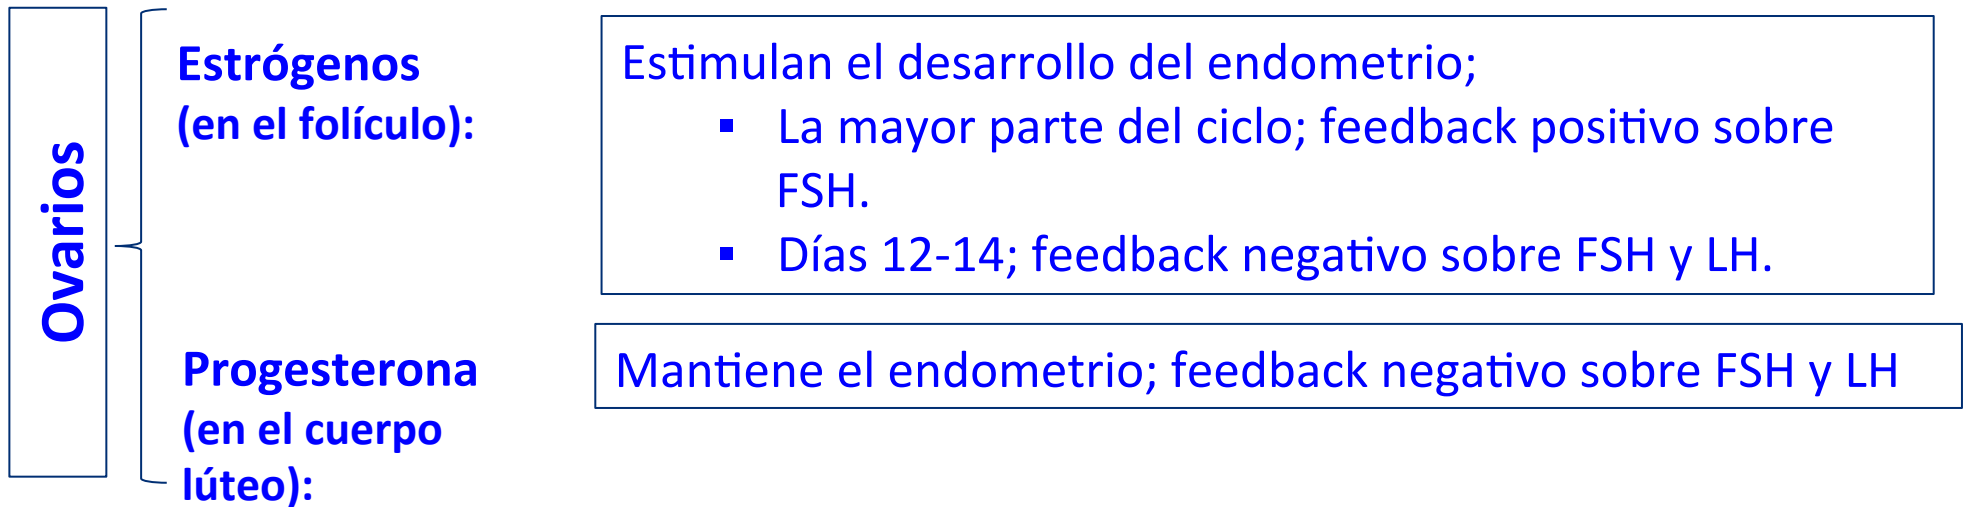 Ovarios
Estrógenos
(en el folículo):
Estimulan el desarrollo del endometrio;
▪ La mayor parte del ciclo; feedback positivo sobre
FSH.
▪ Días 12-14; feedback negativo sobre FSH y LH.
Progesterona
(en el cuerpo
lúteo):
Mantiene el endometrio; feedback negativo sobre FSH y LH